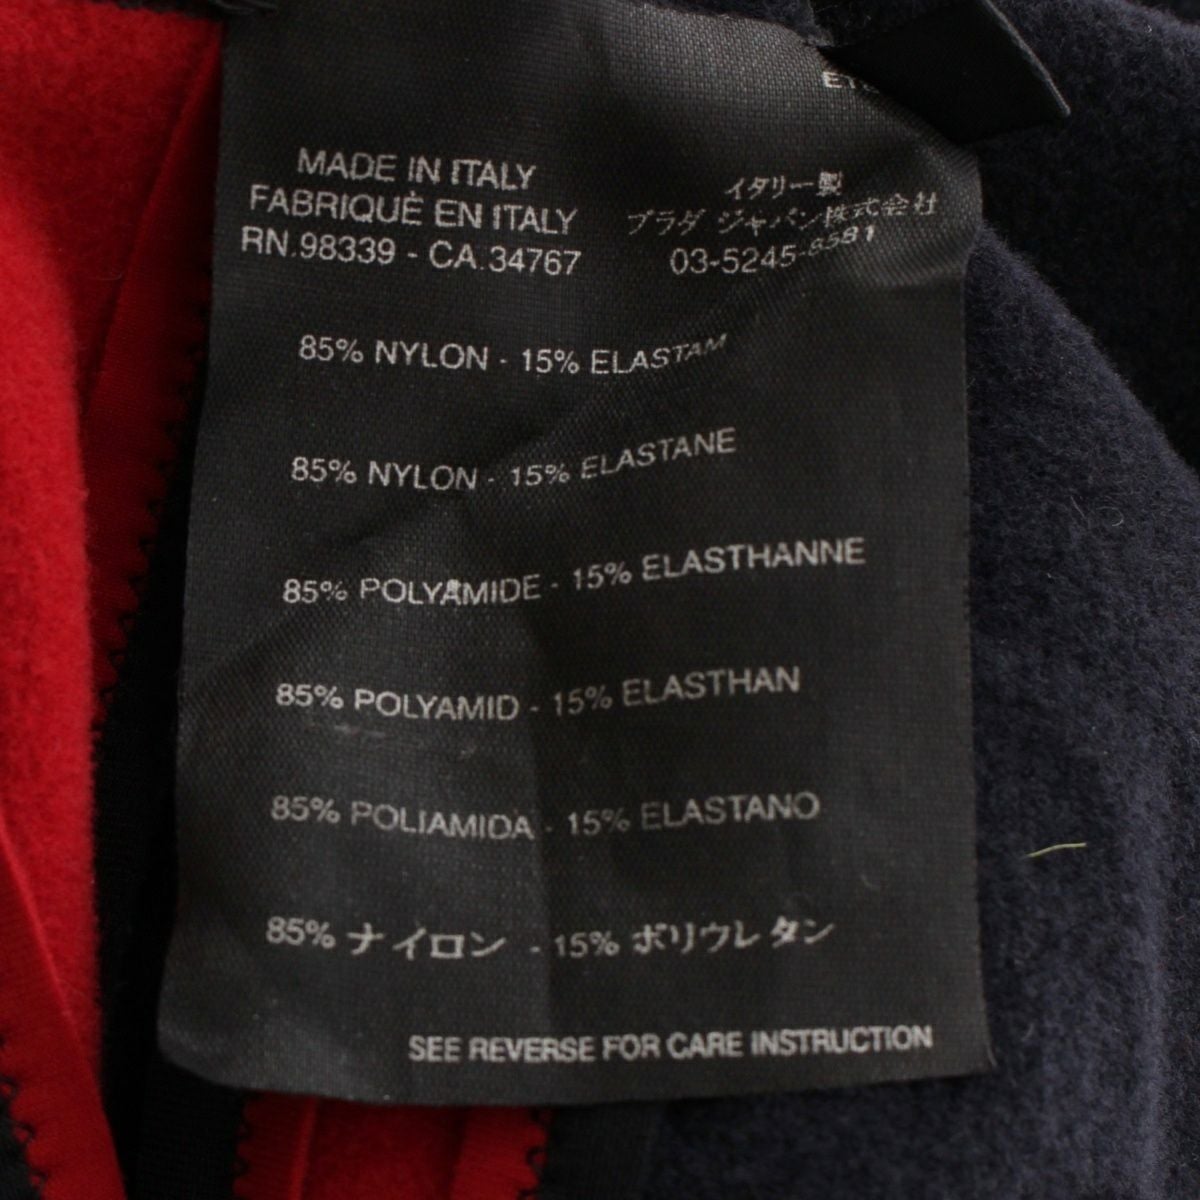 MADE IN ITALY
FABRIQUÉ EN ITALY
RN.98339 - CA.34767
イタリー製
プラダ ジャパン株式会社
03-5245-8581
85% NYLON - 15% ELASTAM
85% NYLON - 15% ELASTANE
85% POLYAMIDE - 15% ELASTHANNE
85% POLYAMID - 15% ELASTHAN
85% POLIAMIDA - 15% ELASTANO
85% ナイロン - 15% ポリウレタン
SEE REVERSE FOR CARE INSTRUCTION